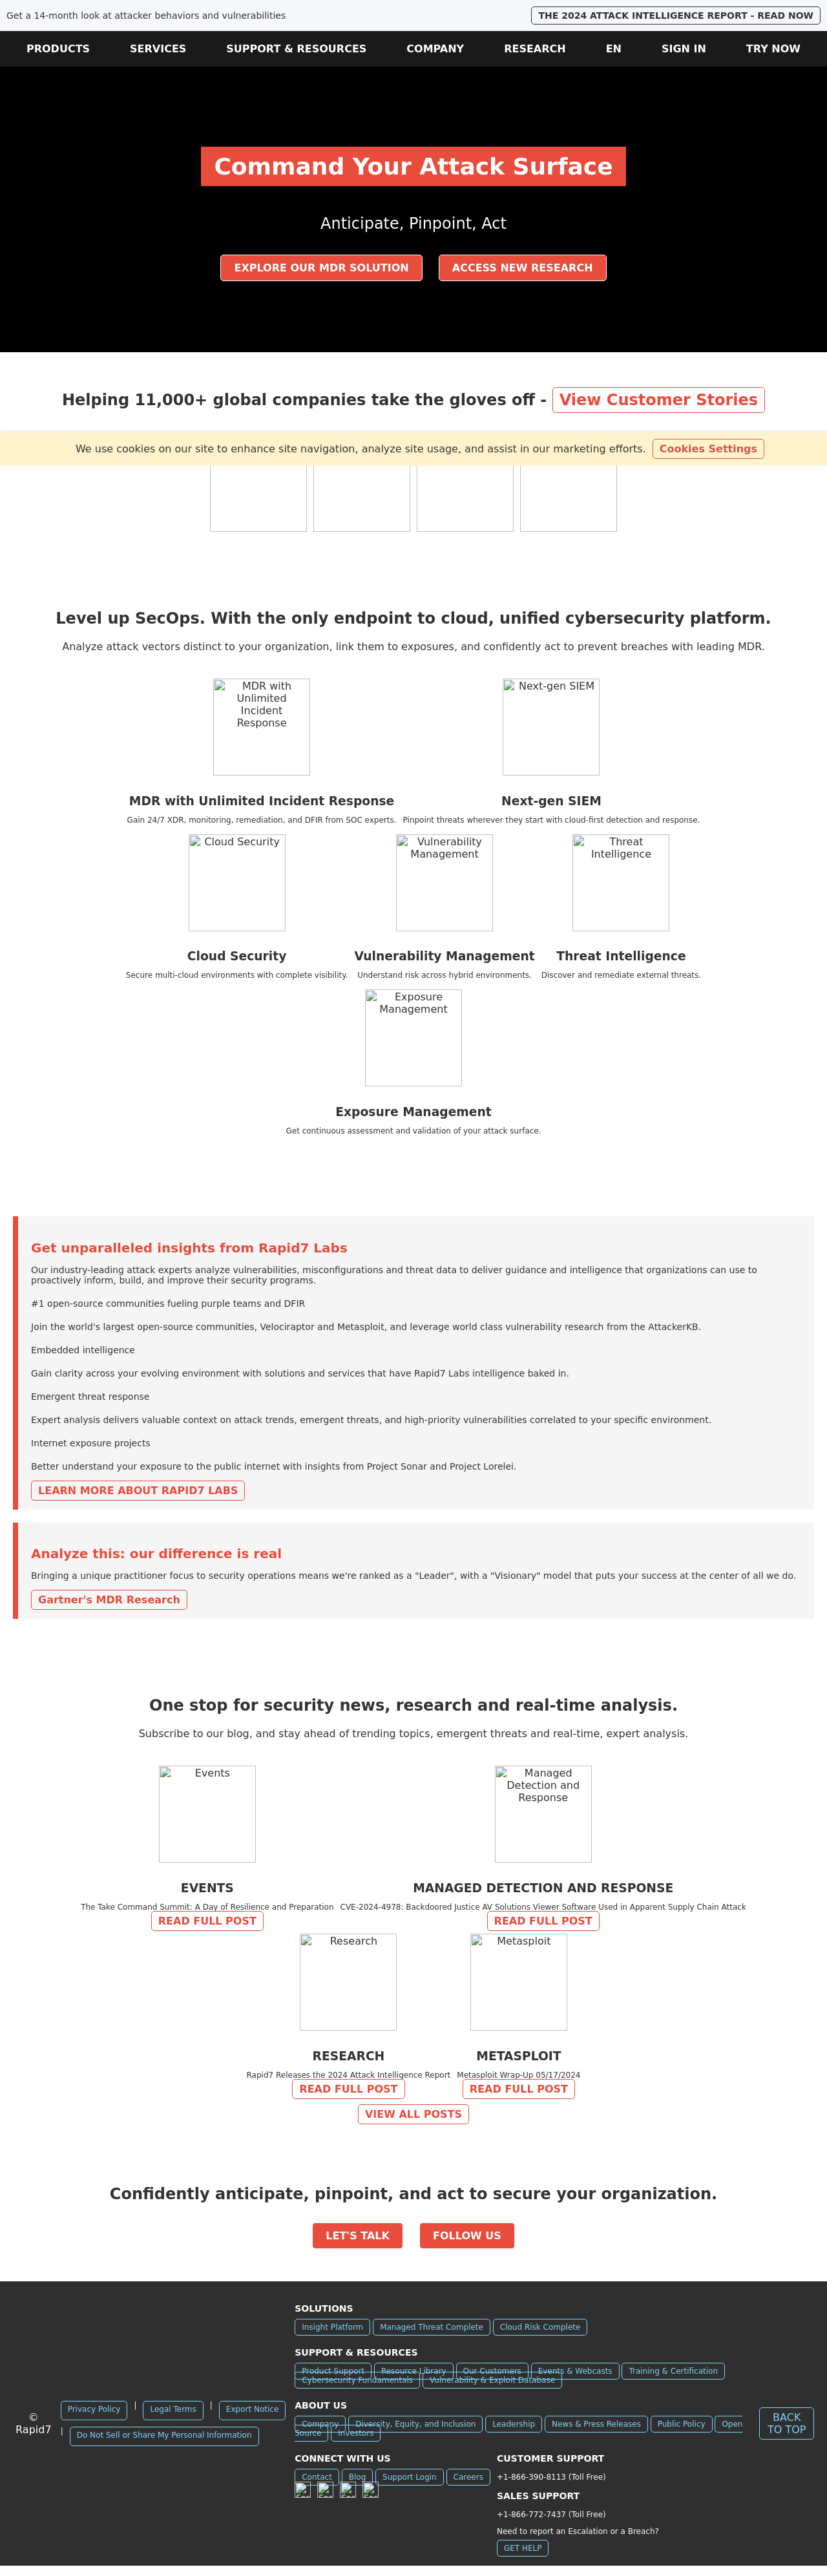 Get a 14-month look at attacker behaviors and vulnerabilities
THE 2024 ATTACK INTELLIGENCE REPORT - READ NOW
PRODUCTS SERVICES SUPPORT & RESOURCES COMPANY RESEARCH EN SIGN IN TRY NOW
Command Your Attack Surface
Anticipate, Pinpoint, Act
EXPLORE OUR MDR SOLUTION ACCESS NEW RESEARCH
Helping 11,000+ global companies take the gloves off - View Customer Stories
We use cookies on our site to enhance site navigation, analyze site usage, and assist in our marketing efforts. Cookies Settings
Level up SecOps. With the only endpoint to cloud, unified cybersecurity platform.
Analyze attack vectors distinct to your organization, link them to exposures, and confidently act to prevent breaches with leading MDR.
MDR with
Unlimited
Incident
Response
Next-gen SIEM
MDR with Unlimited Incident Response
Next-gen SIEM
Gain 24/7 XDR, monitoring, remediation, and DFIR from SOC experts.
Pinpoint threats wherever they start with cloud-first detection and response.
Cloud Security
Vulnerability
Management
Threat
Intelligence
Cloud Security
Vulnerability Management
Threat Intelligence
Secure multi-cloud environments with complete visibility.
Understand risk across hybrid environments.
Discover and remediate external threats.
Exposure
Management
Exposure Management
Get continuous assessment and validation of your attack surface.
Get unparalleled insights from Rapid7 Labs
Our industry-leading attack experts analyze vulnerabilities, misconfigurations and threat data to deliver guidance and intelligence that organizations can use to
proactively inform, build, and improve their security programs.
#1 open-source communities fueling purple teams and DFIR
Join the world's largest open-source communities, Velociraptor and Metasploit, and leverage world class vulnerability research from the AttackerKB.
Embedded intelligence
Gain clarity across your evolving environment with solutions and services that have Rapid7 Labs intelligence baked in.
Emergent threat response
Expert analysis delivers valuable context on attack trends, emergent threats, and high-priority vulnerabilities correlated to your specific environment.
Internet exposure projects
Better understand your exposure to the public internet with insights from Project Sonar and Project Lorelei.
LEARN MORE ABOUT RAPID7 LABS
Analyze this: our difference is real
Bringing a unique practitioner focus to security operations means we're ranked as a "Leader", with a "Visionary" model that puts your success at the center of all we do.
Gartner's MDR Research
One stop for security news, research and real-time analysis.
Subscribe to our blog, and stay ahead of trending topics, emergent threats and real-time, expert analysis.
Events
Managed
Detection and
Response
EVENTS
MANAGED DETECTION AND RESPONSE
The Take Command Summit: A Day of Resilience and Preparation
CVE-2024-4978: Backdoored Justice AV Solutions Viewer Software Used in Apparent Supply Chain Attack
READ FULL POST
READ FULL POST
Research
Metasploit
RESEARCH
METASPLOIT
Rapid7 Releases the 2024 Attack Intelligence Report
Metasploit Wrap-Up 05/17/2024
READ FULL POST
READ FULL POST
VIEW ALL POSTS
Confidently anticipate, pinpoint, and act to secure your organization.
LET'S TALK FOLLOW US
©
Rapid7
Privacy Policy | Legal Terms | Export Notice
| Do Not Sell or Share My Personal Information
SOLUTIONS
Insight Platform Managed Threat Complete Cloud Risk Complete
SUPPORT & RESOURCES
Product Support Resource Library Our Customers Events & Webcasts Training & Certification
Cybersecurity Fundamentals Vulnerability & Exploit Database
ABOUT US
Company Diversity, Equity, and Inclusion Leadership News & Press Releases Public Policy Open
Source Investors
CONNECT WITH US
Contact Blog Support Login Careers
CUSTOMER SUPPORT
+1-866-390-8113 (Toll Free)
SALES SUPPORT
+1-866-772-7437 (Toll Free)
Need to report an Escalation or a Breach?
GET HELP
BACK
TO TOP